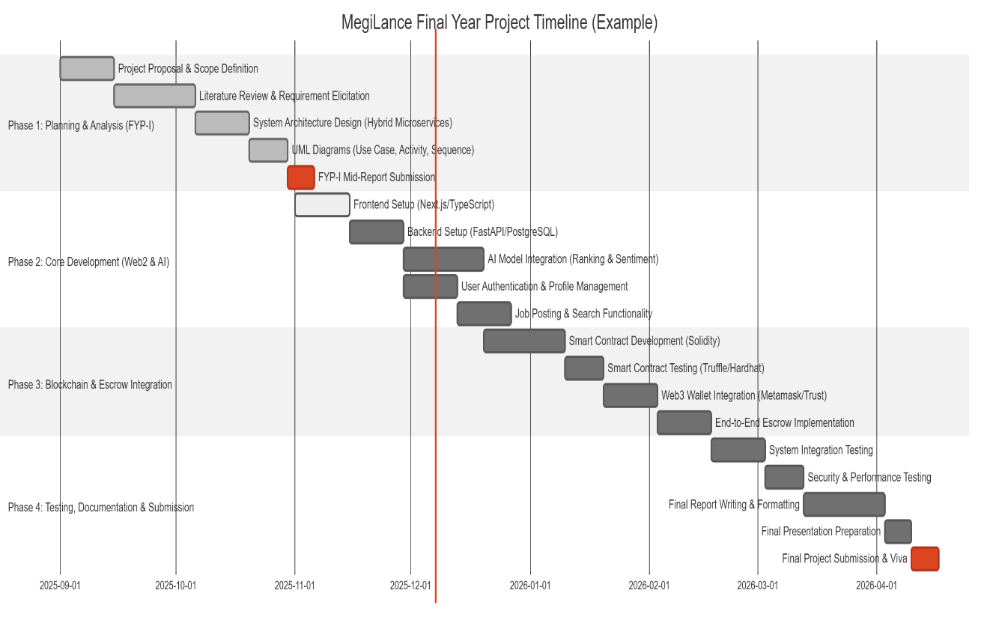 MegiLance Final Year Project Timeline (Example)
Phase 1: Planning & Analysis (FYP-I)
Project Proposal & Scope Definition
Literature Review & Requirement Elicitation
System Architecture Design (Hybrid Microservices)
UML Diagrams (Use Case, Activity, Sequence)
FYP-I Mid-Report Submission
Phase 2: Core Development (Web2 & AI)
Frontend Setup (Next.js/TypeScript)
Backend Setup (FastAPI/PostgreSQL)
AI Model Integration (Ranking & Sentiment)
User Authentication & Profile Management
Job Posting & Search Functionality
Phase 3: Blockchain & Escrow Integration
Smart Contract Development (Solidity)
Smart Contract Testing (Truffle/Hardhat)
Web3 Wallet Integration (Metamask/Trust)
End-to-End Escrow Implementation
Phase 4: Testing, Documentation & Submission
System Integration Testing
Security & Performance Testing
Final Report Writing & Formatting
Final Presentation Preparation
Final Project Submission & Viva
2025-09-01
2025-10-01
2025-11-01
2025-12-01
2026-01-01
2026-02-01
2026-03-01
2026-04-01